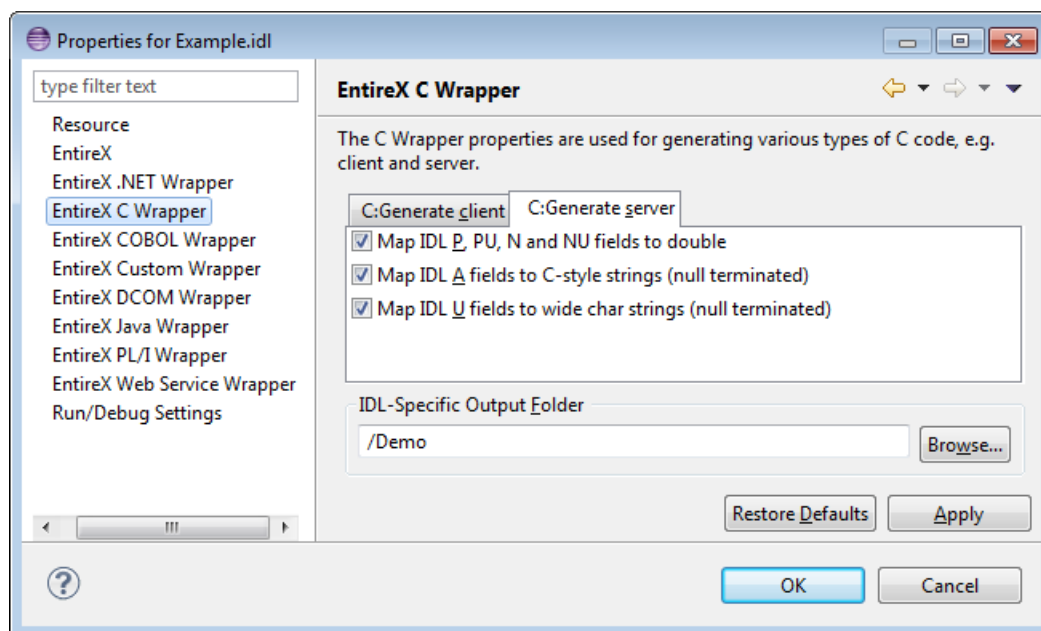 Properties for Example.idl
type filter text
Resource
EntireX
EntireX .NET Wrapper
EntireX C Wrapper
EntireX COBOL Wrapper
EntireX Custom Wrapper
EntireX DCOM Wrapper
EntireX Java Wrapper
EntireX PL/I Wrapper
EntireX Web Service Wrapper
Run/Debug Settings
EntireX C Wrapper
The C Wrapper properties are used for generating various types of C code, e.g.
client and server.
C:Generate client C:Generate server
Map IDL P, PU, N and NU fields to double
Map IDL A fields to C-style strings (null terminated)
Map IDL U fields to wide char strings (null terminated)
IDL-Specific Output Folder
/Demo Browse...
Restore Defaults Apply
? OK Cancel